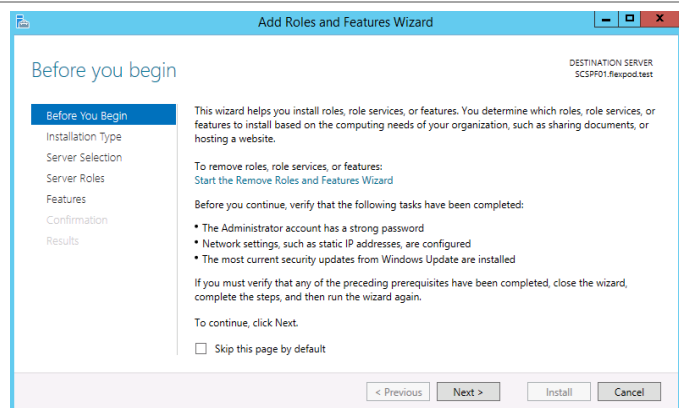 Add Roles and Features Wizard
Before you begin
DESTINATION SERVER
SCSPF01.flexpod.test
Before You Begin
Installation Type
Server Selection
Server Roles
Features
Confirmation
Results
This wizard helps you install roles, role services, or features. You determine which roles, role services, or
features to install based on the computing needs of your organization, such as sharing documents, or
hosting a website.
To remove roles, role services, or features:
Start the Remove Roles and Features Wizard
Before you continue, verify that the following tasks have been completed:
• The Administrator account has a strong password
• Network settings, such as static IP addresses, are configured
• The most current security updates from Windows Update are installed
If you must verify that any of the preceding prerequisites have been completed, close the wizard,
complete the steps, and then run the wizard again.
To continue, click Next.
Skip this page by default
< Previous
Next >
Install
Cancel